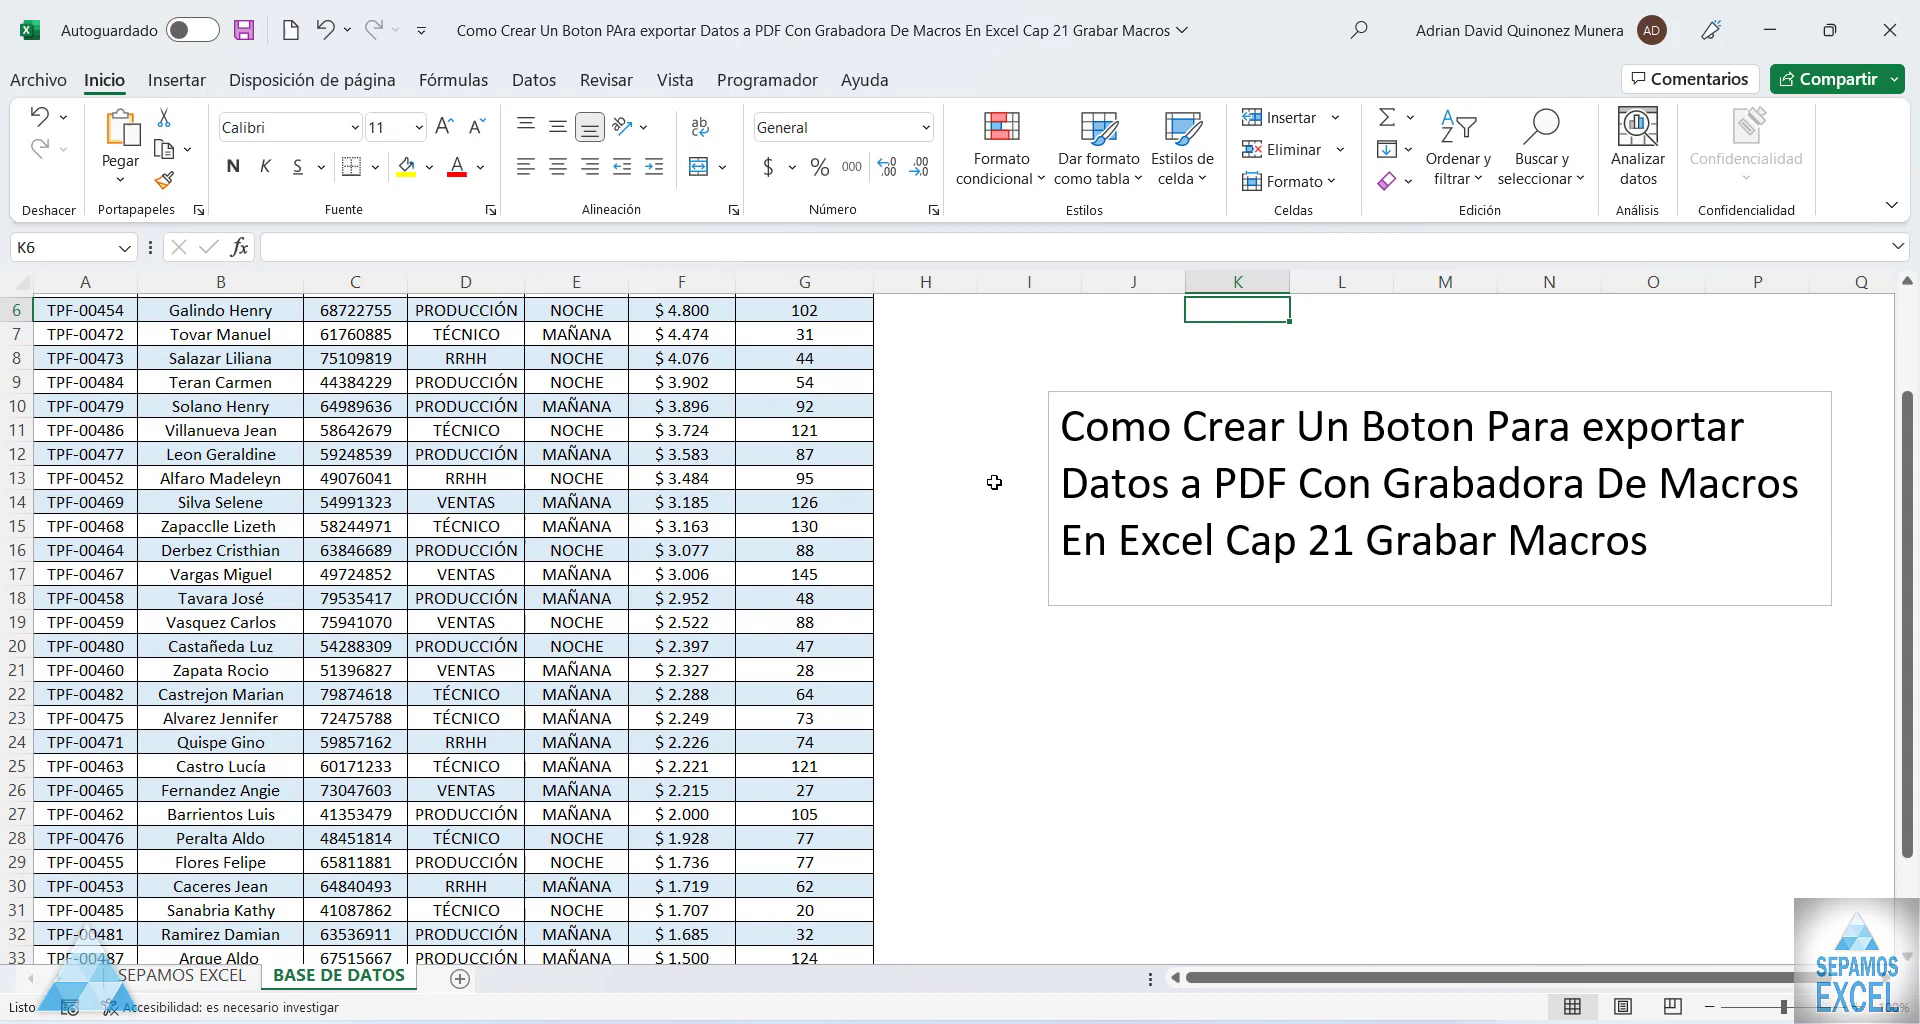 Autoguardado Como Crear Un Boton PAra exportar Datos a PDF Con Grabadora De Macros En Excel Cap 21 Grabar Macros Adrian David Quinonez Munera AD
Archivo Inicio Insertar Disposición de página Fórmulas Datos Revisar Vista Programador Ayuda Comentarios Compartir
Calibri 11 General Insertar
Pegar Formato Dar formato Estilos de Eliminar Ordenar y Buscar y Analizar Confidencialidad
N K S $ % 000 condicional como tabla celda Formato filtrar seleccionar datos
Deshacer Portapapeles Fuente Alineación Número Estilos Celdas Edición Análisis Confidencialidad
K6 fx
A B C D E F G H I J K L M N O P Q
6 TPF-00454 Galindo Henry 68722755 PRODUCCIÓN NOCHE $ 4.800 102
7 TPF-00472 Tovar Manuel 61760885 TÉCNICO MAÑANA $ 4.474 31
8 TPF-00473 Salazar Liliana 75109819 RRHH NOCHE $ 4.076 44
9 TPF-00484 Teran Carmen 44384229 PRODUCCIÓN NOCHE $ 3.902 54
10 TPF-00479 Solano Henry 64989636 PRODUCCIÓN MAÑANA $ 3.896 92
11 TPF-00486 Villanueva Jean 58642679 TÉCNICO NOCHE $ 3.724 121
12 TPF-00477 Leon Geraldine 59248539 PRODUCCIÓN MAÑANA $ 3.583 87
13 TPF-00452 Alfaro Madeleyn 49076041 RRHH NOCHE $ 3.484 95
14 TPF-00469 Silva Selene 54991323 VENTAS MAÑANA $ 3.185 126
15 TPF-00468 Zapacclle Lizeth 58244971 TÉCNICO MAÑANA $ 3.163 130
16 TPF-00464 Derbez Cristhian 63846689 PRODUCCIÓN NOCHE $ 3.077 88
17 TPF-00467 Vargas Miguel 49724852 VENTAS MAÑANA $ 3.006 145
18 TPF-00458 Tavara José 79535417 PRODUCCIÓN MAÑANA $ 2.952 48
19 TPF-00459 Vasquez Carlos 75941070 VENTAS NOCHE $ 2.522 88
20 TPF-00480 Castañeda Luz 54288309 PRODUCCIÓN NOCHE $ 2.397 47
21 TPF-00460 Zapata Rocio 51396827 VENTAS MAÑANA $ 2.327 28
22 TPF-00482 Castrejon Marian 79874618 TÉCNICO MAÑANA $ 2.288 64
23 TPF-00475 Alvarez Jennifer 72475788 TÉCNICO MAÑANA $ 2.249 73
24 TPF-00471 Quispe Gino 59857162 RRHH MAÑANA $ 2.226 74
25 TPF-00463 Castro Lucía 60171233 TÉCNICO MAÑANA $ 2.221 121
26 TPF-00465 Fernandez Angie 73047603 VENTAS MAÑANA $ 2.215 27
27 TPF-00462 Barrientos Luis 41353479 PRODUCCIÓN MAÑANA $ 2.000 105
28 TPF-00476 Peralta Aldo 48451814 TÉCNICO NOCHE $ 1.928 77
29 TPF-00455 Flores Felipe 65811881 PRODUCCIÓN NOCHE $ 1.736 77
30 TPF-00453 Caceres Jean 64840493 RRHH MAÑANA $ 1.719 62
31 TPF-00485 Sanabria Kathy 41087862 TÉCNICO NOCHE $ 1.707 20
32 TPF-00481 Ramirez Damian 63536911 PRODUCCIÓN MAÑANA $ 1.685 32
33 TPF-00487 Arque Aldo 67515667 PRODUCCIÓN MAÑANA $ 1.500 124
Como Crear Un Boton Para exportar
Datos a PDF Con Grabadora De Macros
En Excel Cap 21 Grabar Macros
SEPAMOS EXCEL BASE DE DATOS
Listo Accesibilidad: es necesario investigar
SEPAMOS
EXCEL